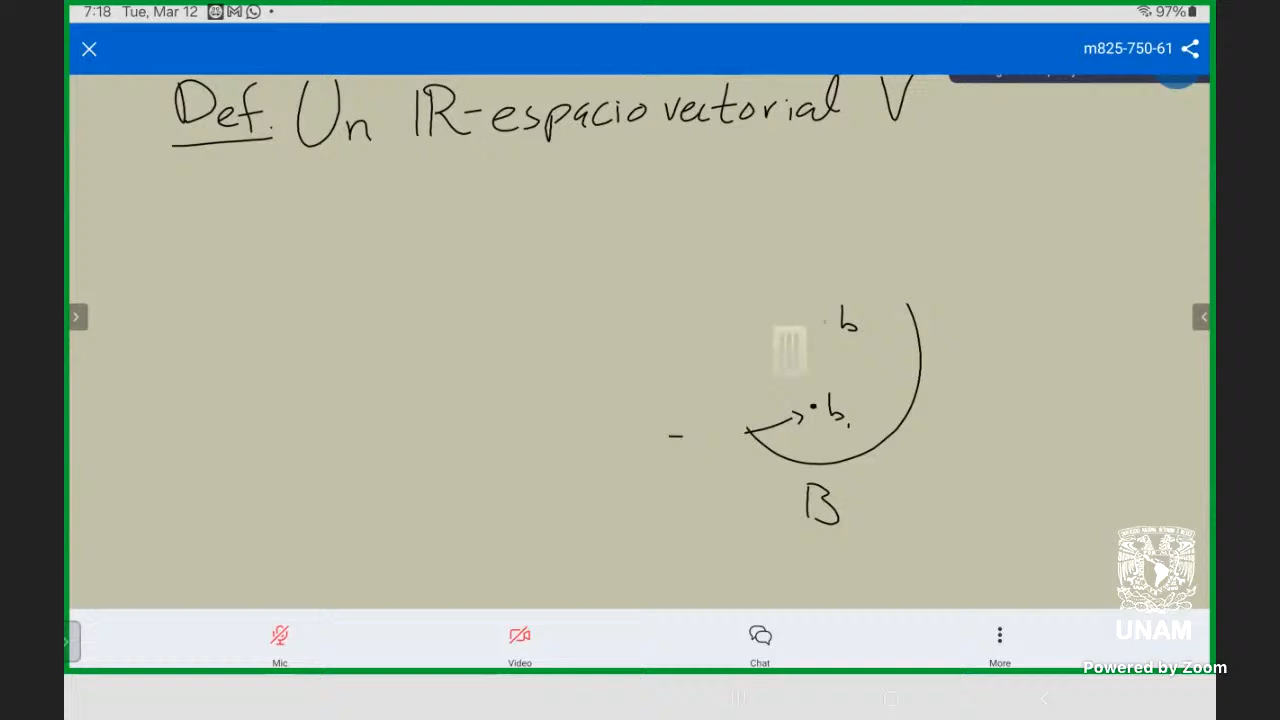 7:18 Tue, Mar 12
97%
m825-750-61
Def. Un IR-espacio vectorial V
b
b,
B
UNAM
Mic
Video
Chat
More
Powered by Zoom